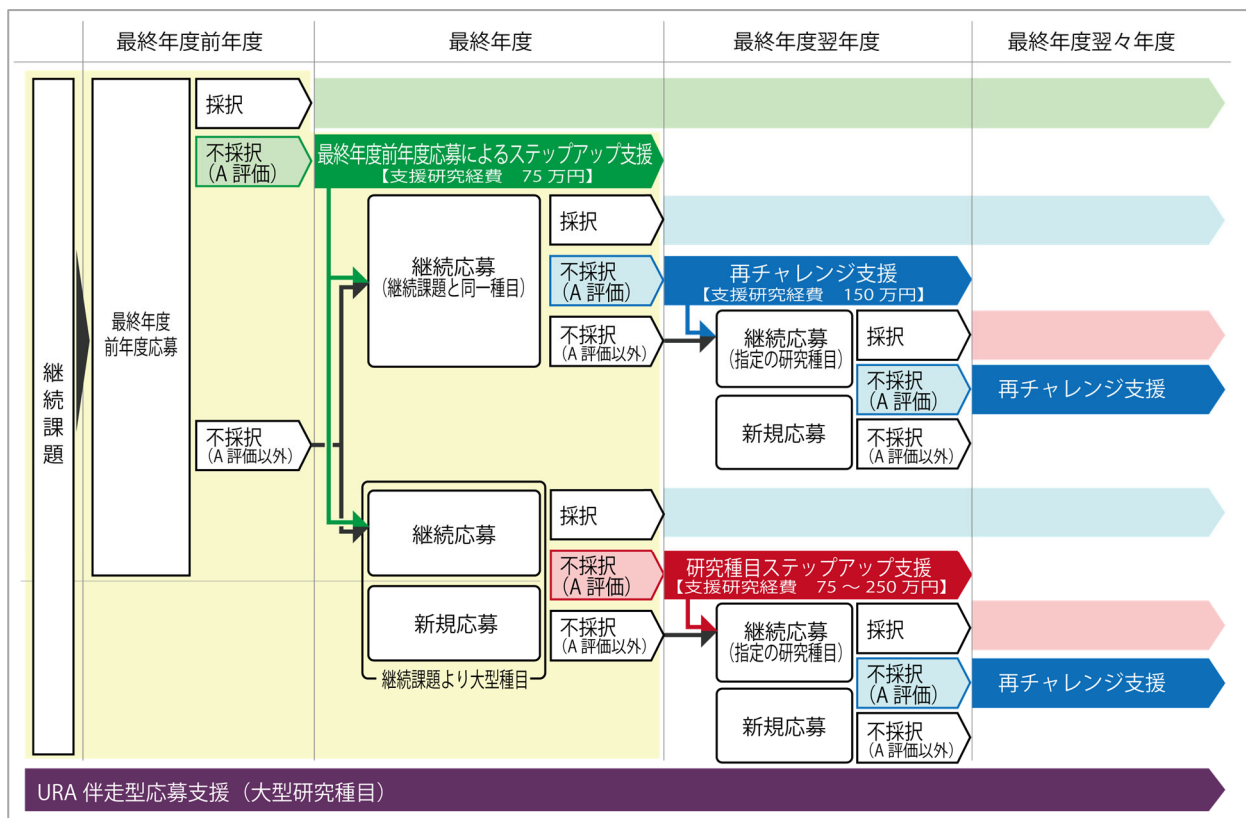 最終年度前年度
最終年度
最終年度翌年度
最終年度翌々年度
継続課題
最終年度
前年度応募
採択
不採択
(A 評価)
不採択
(A 評価以外)
最終年度前年度応募によるステップアップ支援
【支援研究経費 75 万円】
継続応募
(継続課題と同一種目)
採択
不採択
(A 評価)
不採択
(A 評価以外)
再チャレンジ支援
【支援研究経費 150 万円】
継続応募
(指定の研究種目)
新規応募
採択
不採択
(A 評価)
不採択
(A 評価以外)
再チャレンジ支援
継続応募
新規応募
継続課題より大型種目
採択
不採択
(A 評価)
不採択
(A 評価以外)
研究種目ステップアップ支援
【支援研究経費 75 ～ 250 万円】
継続応募
(指定の研究種目)
新規応募
採択
不採択
(A 評価)
不採択
(A 評価以外)
再チャレンジ支援
URA 伴走型応募支援（大型研究種目）